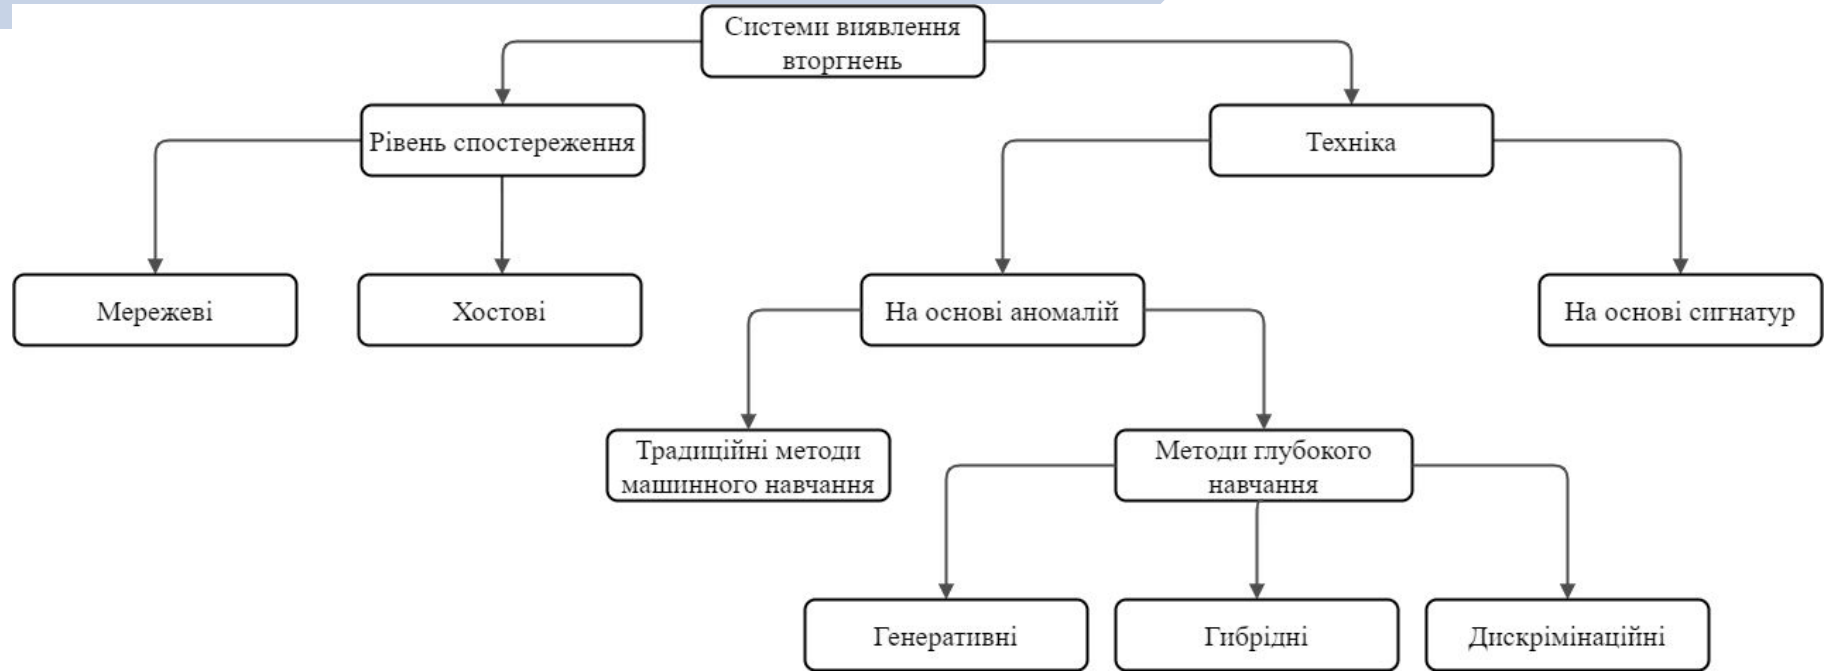 Системи виявлення
вторгнень
Рівень спостереження
Техніка
Мережеві
Хостові
На основі аномалій
На основі сигнатур
Традиційні методи
машинного навчання
Методи глубокого
навчання
Генеративні
Гибрідні
Дискрімінаційні